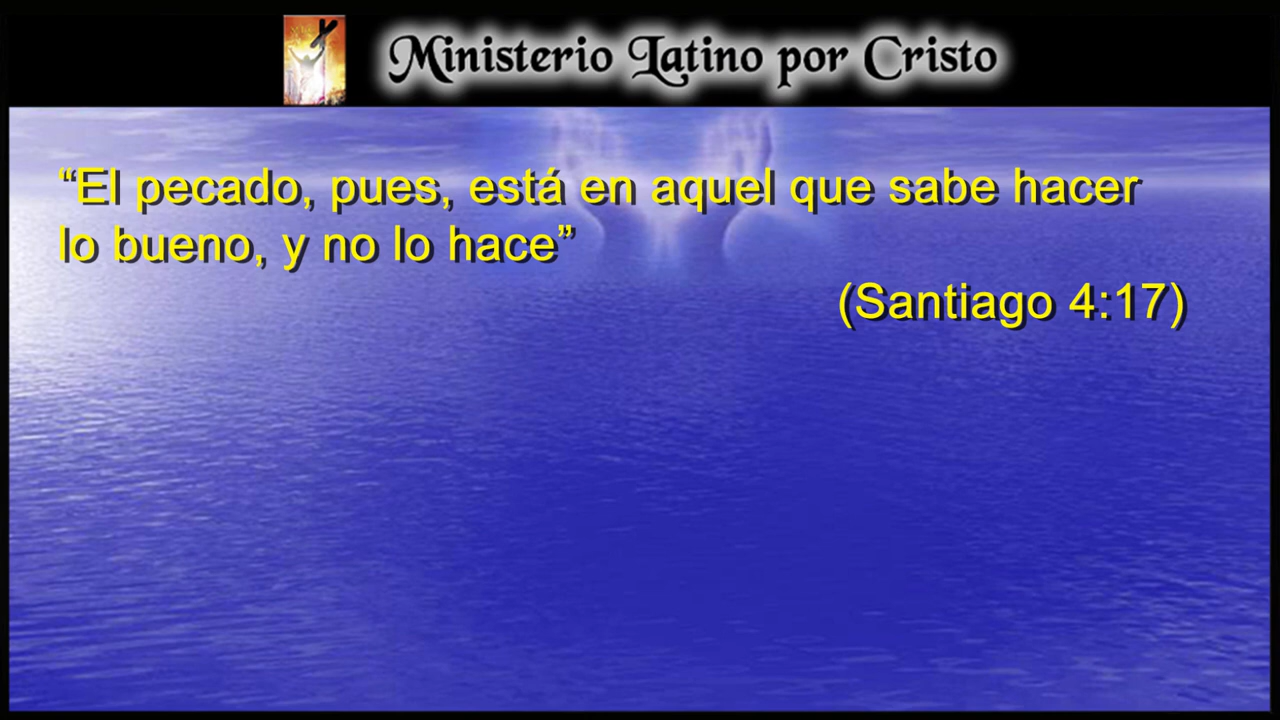 Ministerio Latino por Cristo
“El pecado, pues, está en aquel que sabe hacer
lo bueno, y no lo hace”
(Santiago 4:17)